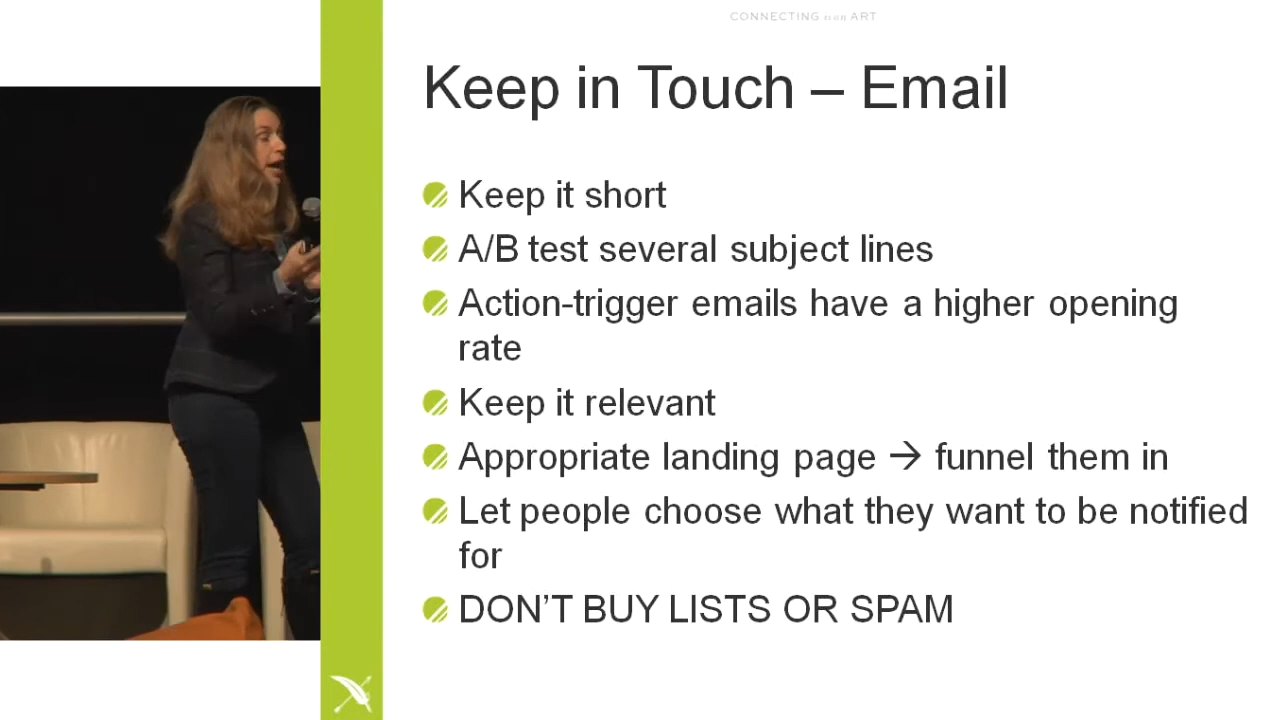 CONNECTING
ART
Keep in Touch – Email
Keep it short
A/B test several subject lines
Action-trigger emails have a higher opening
rate
Keep it relevant
Appropriate landing page → funnel them in
Let people choose what they want to be notified
for
DON'T BUY LISTS OR SPAM